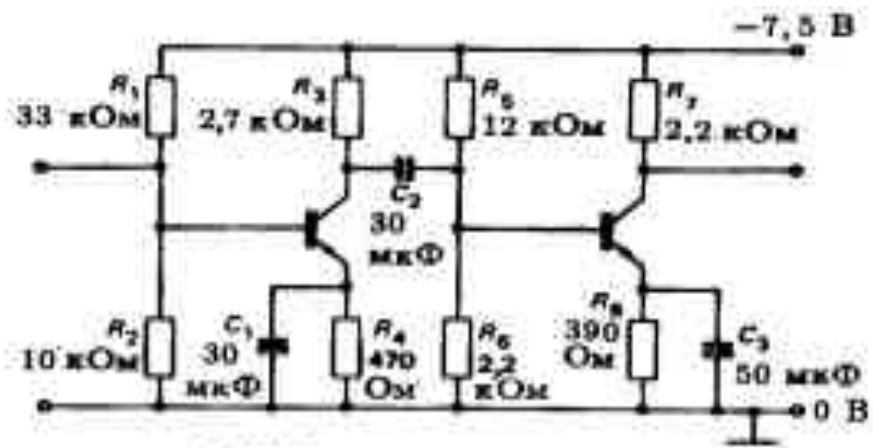 −7,5 В
R1
33 кОм
R3
2,7 кОм
R5
12 кОм
R7
2,2 кОм
C2
30
мкФ
R2
10 кОм
C1
30
мкФ
R4
470
Ом
R6
2,2
кОм
R8
390
Ом
C3
50 мкФ
0 В